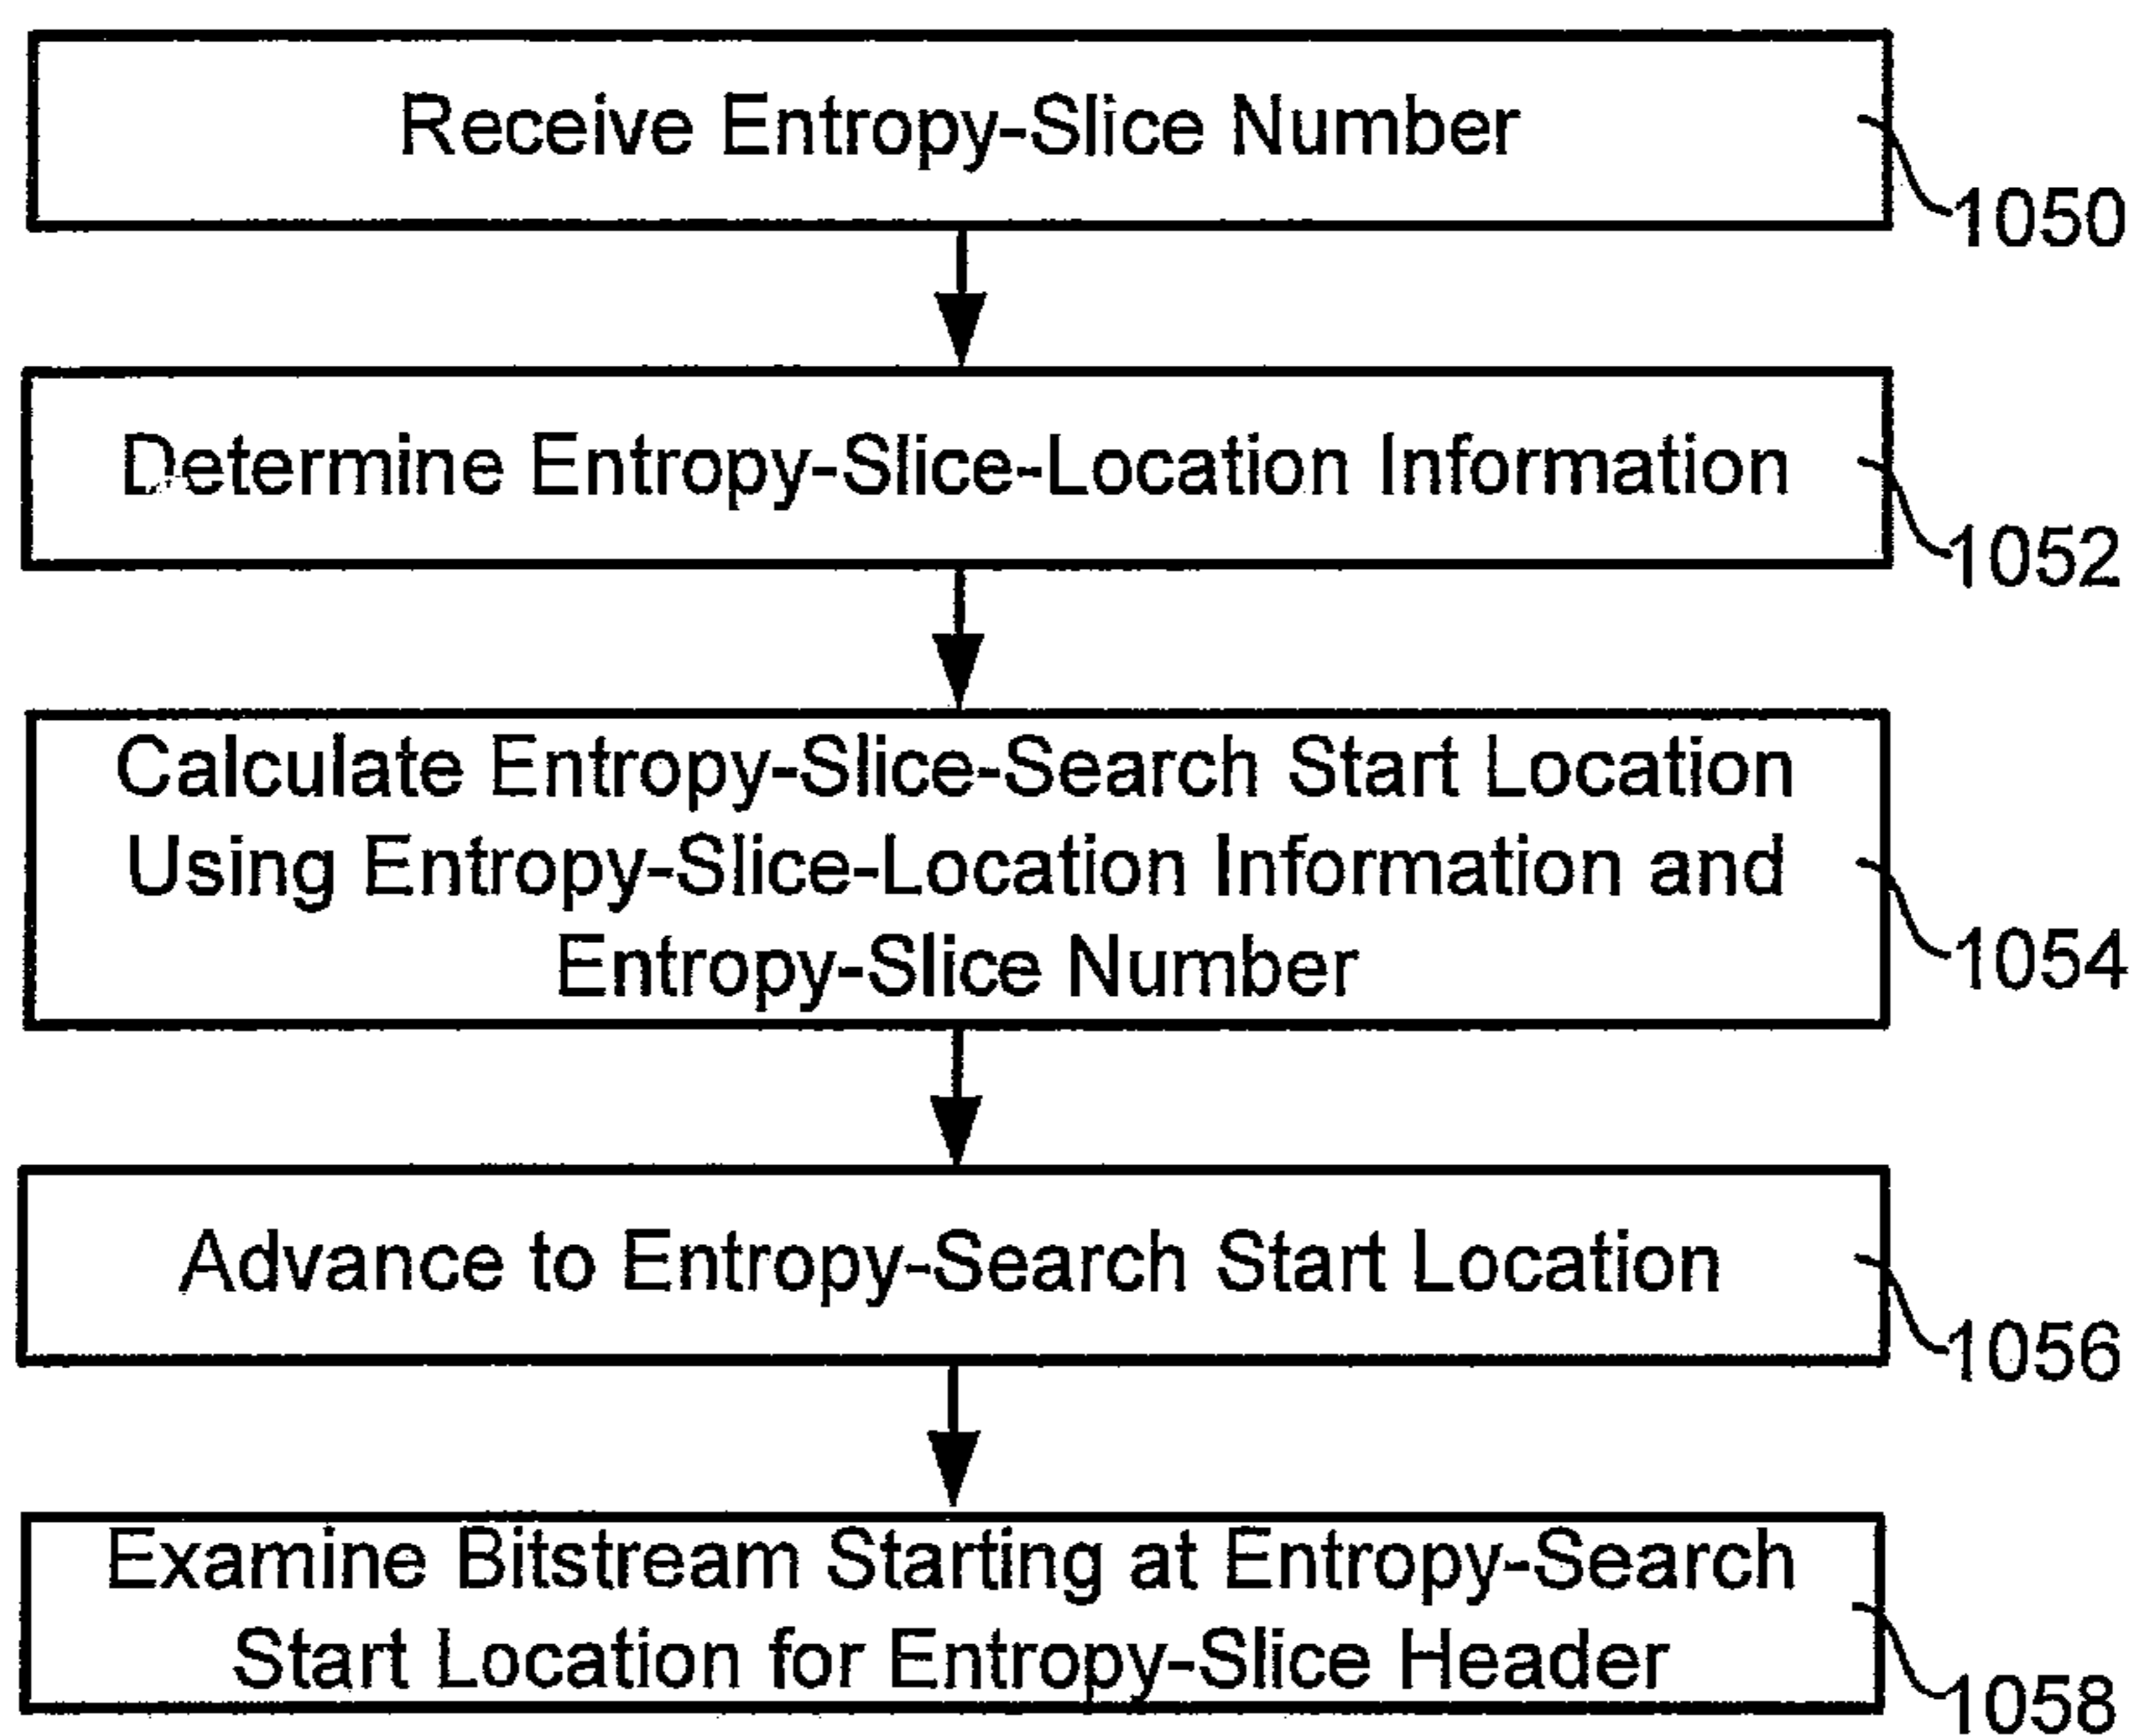 Receive Entropy-Slice Number
1050
Determine Entropy-Slice-Location Information
1052
Calculate Entropy-Slice-Search Start Location
Using Entropy-Slice-Location Information and
Entropy-Slice Number
1054
Advance to Entropy-Search Start Location
1056
Examine Bitstream Starting at Entropy-Search
Start Location for Entropy-Slice Header
1058